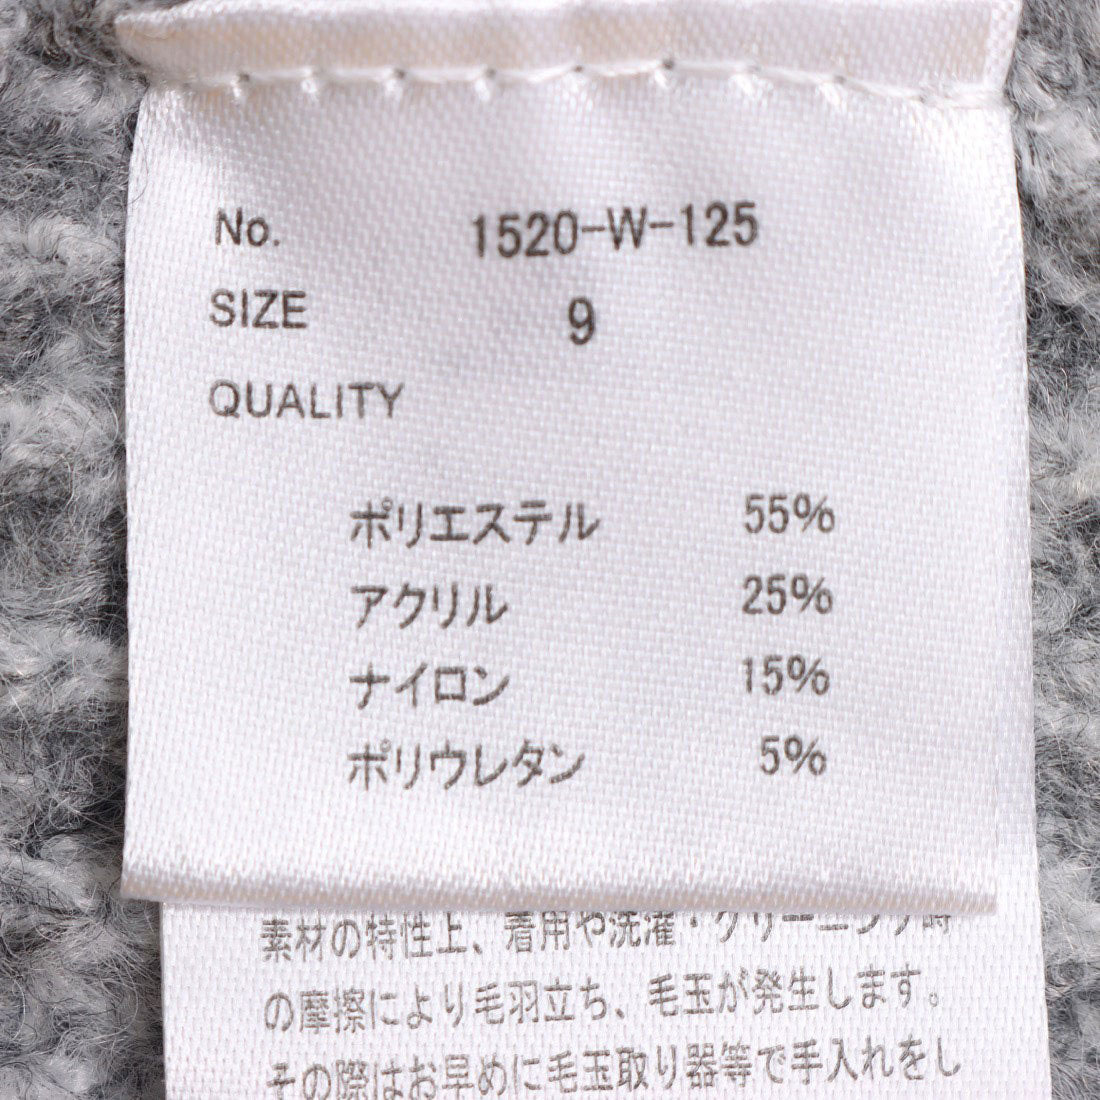 No. 1520-W-125
SIZE 9
QUALITY
ポリエステル 55%
アクリル 25%
ナイロン 15%
ポリウレタン 5%
素材の特性上、着用や洗濯・クリーニング時
の摩擦により毛羽立ち、毛玉が発生します。
その際はお早めに毛玉取り器等で手入れをし